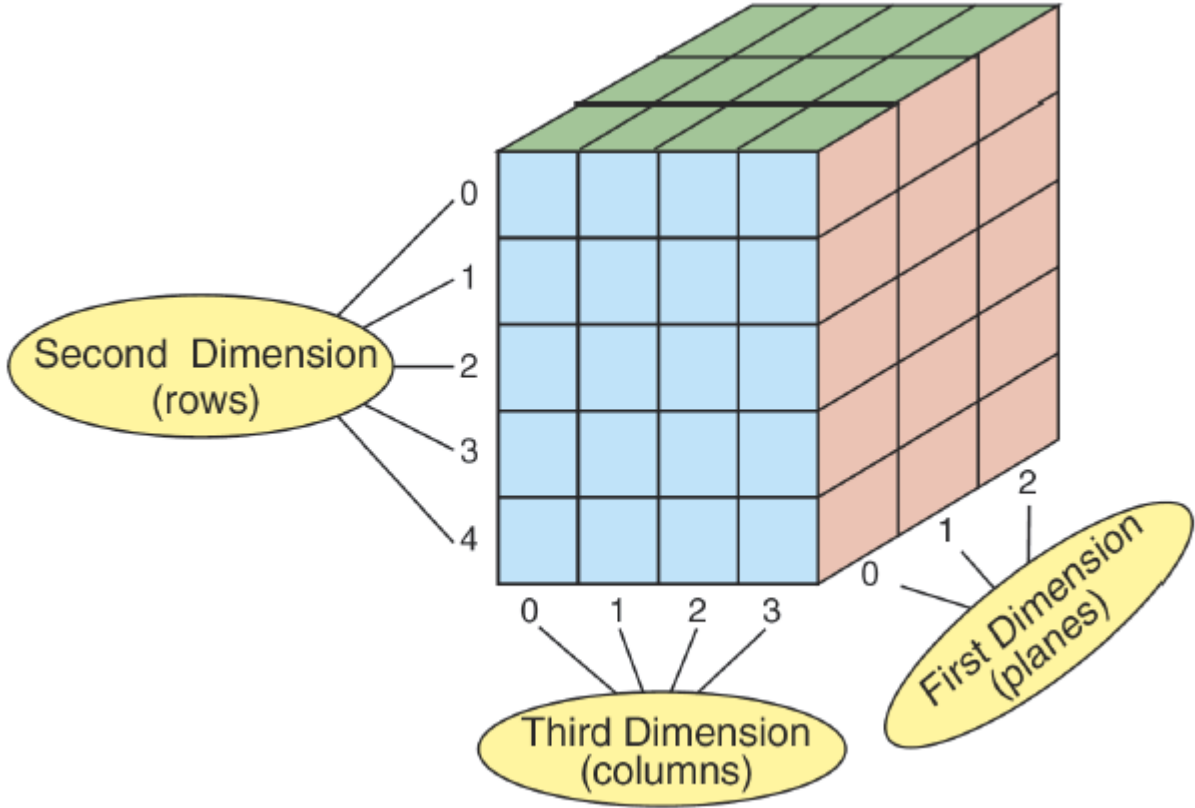 0
1
Second Dimension
(rows)
2
3
4
0
1
2
3
Third Dimension
(columns)
0
1
2
First Dimension
(planes)